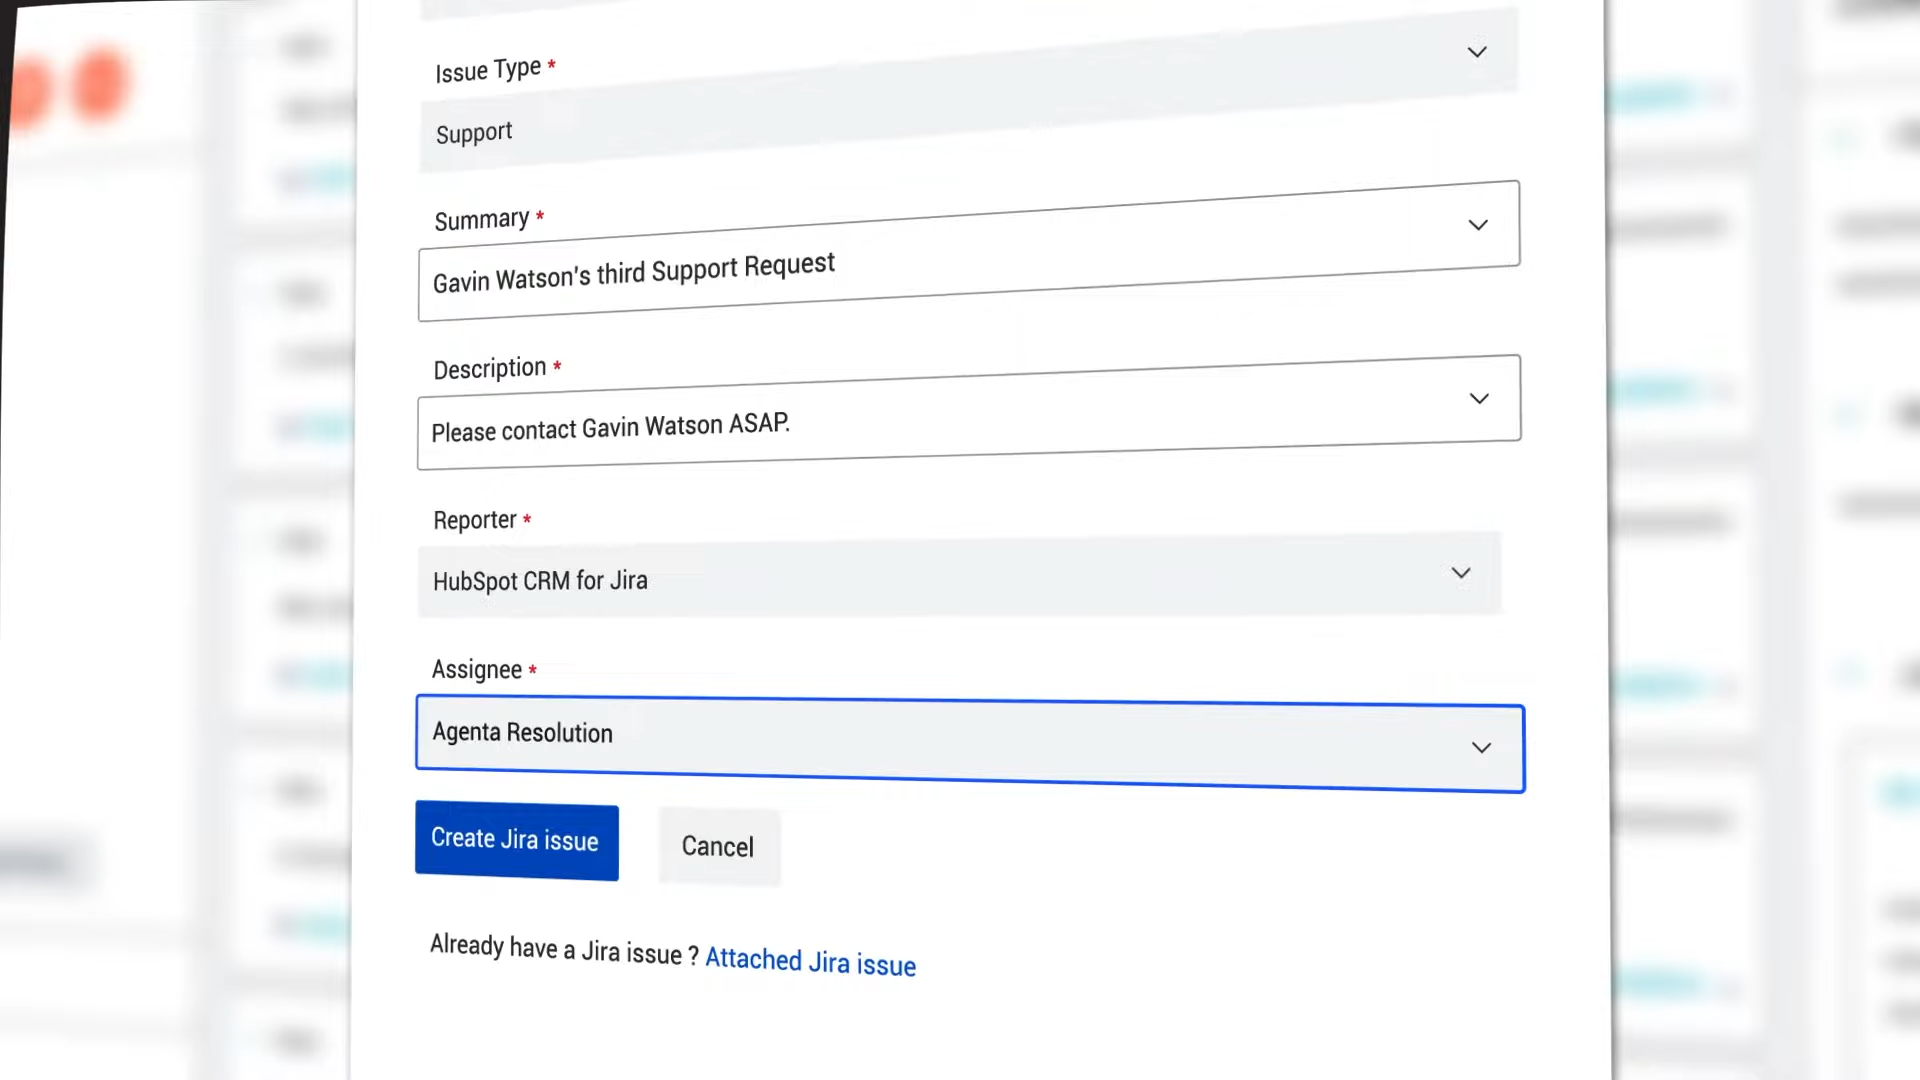 Issue Type *
Support
Summary *
Gavin Watson's third Support Request
Description *
Please contact Gavin Watson ASAP.
Reporter *
HubSpot CRM for Jira
Assignee *
Agenta Resolution
Create Jira issue
Cancel
Already have a Jira issue ? Attached Jira issue